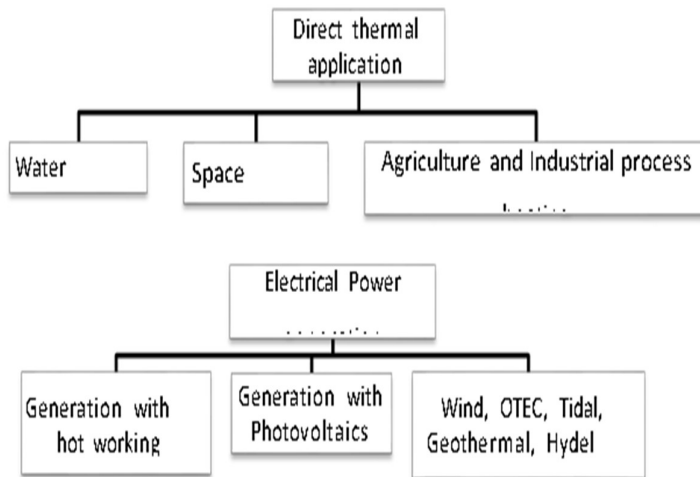 Direct thermal
application
Water
Space
Agriculture and Industrial process
Electrical Power
Generation with
hot working
Generation with
Photovoltaics
Wind, OTEC, Tidal,
Geothermal, Hydel